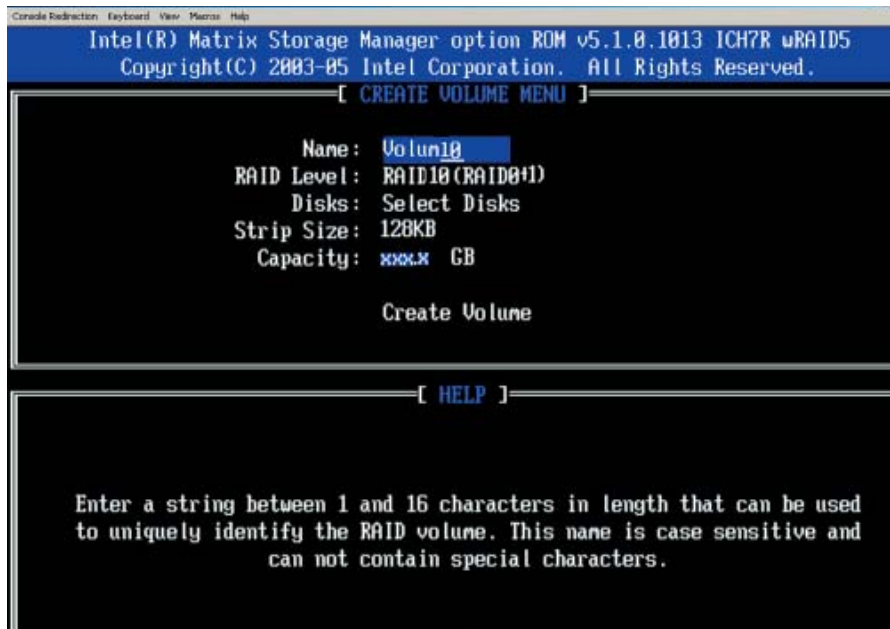 Console Redirection Keyboard View Macros Help
Intel(R) Matrix Storage Manager option ROM v5.1.0.1013 ICH7R wRAID5
Copyright(C) 2003-05 Intel Corporation. All Rights Reserved.
[ CREATE VOLUME MENU ]
Name: Volum10
RAID Level: RAID10(RAID0+1)
Disks: Select Disks
Strip Size: 128KB
Capacity: xxx.x GB
Create Volume
[ HELP ]
Enter a string between 1 and 16 characters in length that can be used
to uniquely identify the RAID volume. This name is case sensitive and
can not contain special characters.